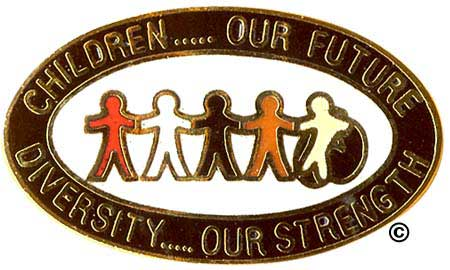 CHILDREN..... OUR FUTURE
DIVERSITY..... OUR STRENGTH
©